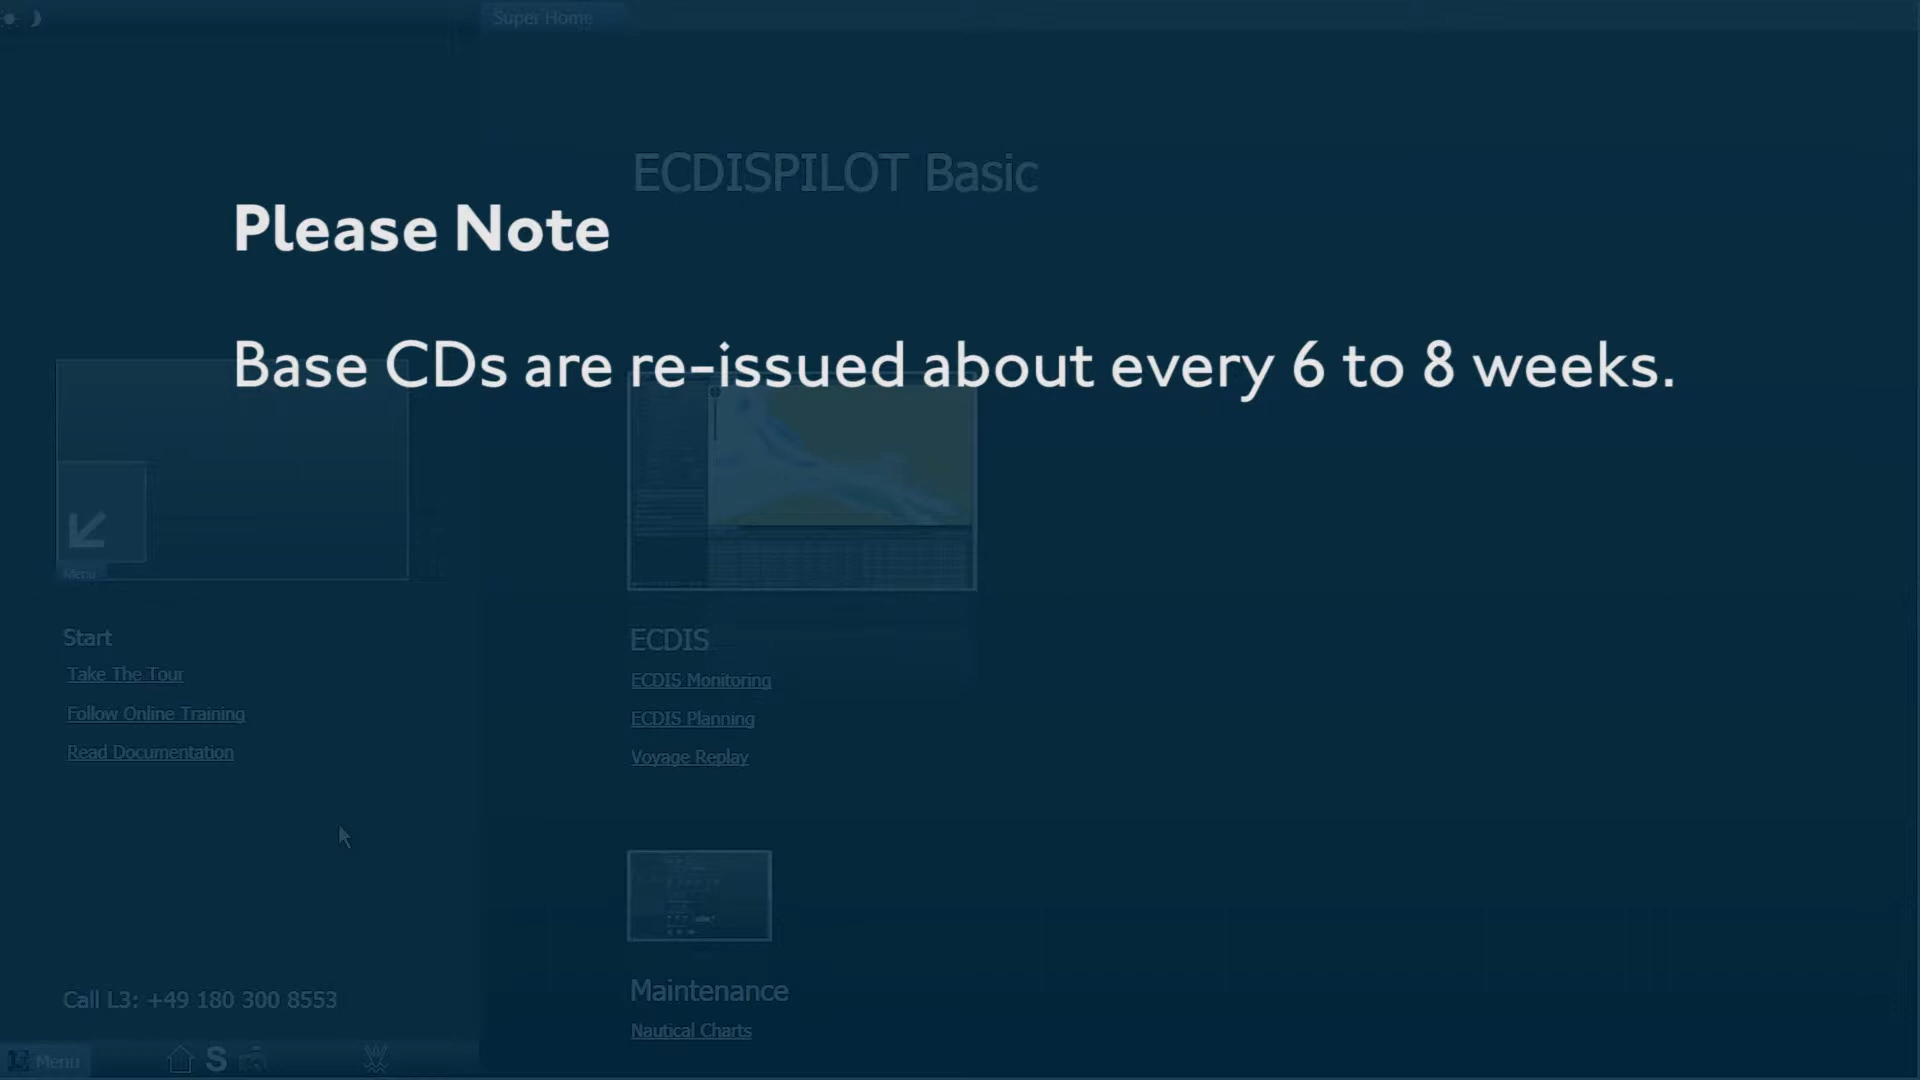 Super Home
ECDISPILOT Basic
Please Note
Base CDs are re-issued about every 6 to 8 weeks.
Menu
Start
Take The Tour
Follow Online Training
Read Documentation
ECDIS
ECDIS Monitoring
ECDIS Planning
Voyage Replay
Call L3: +49 180 300 8553
Maintenance
Nautical Charts
Menu
S